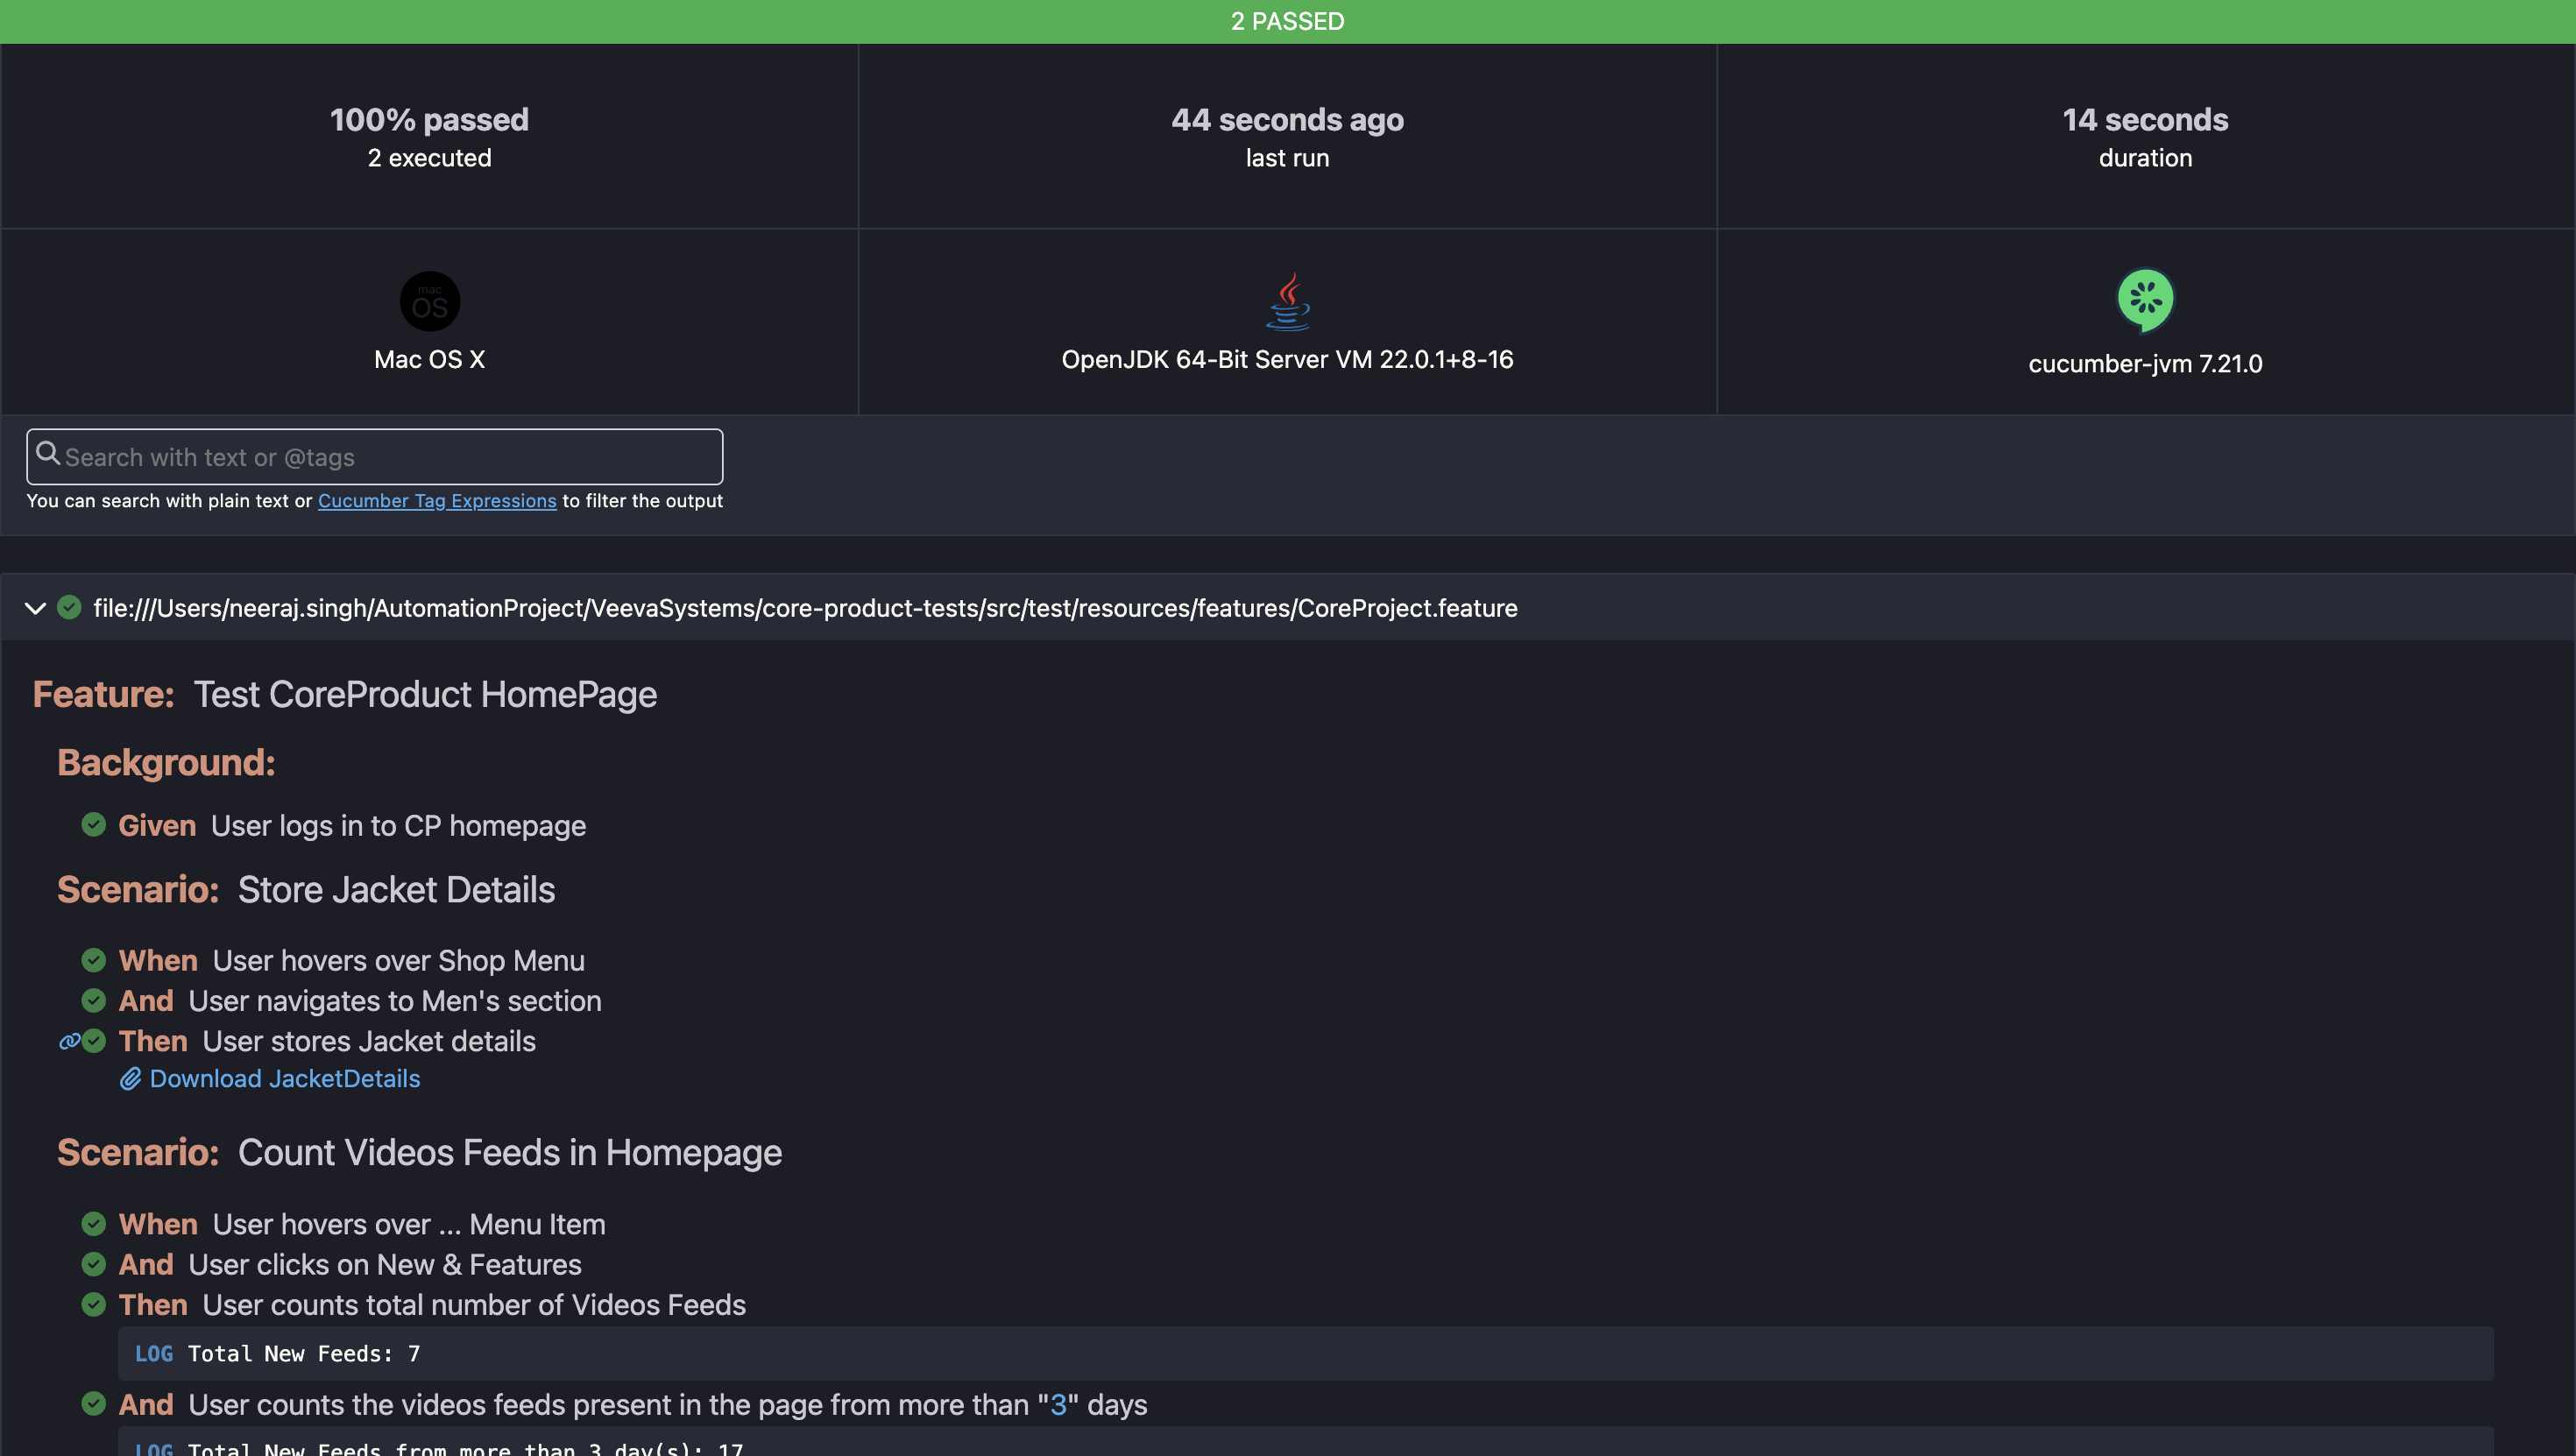 2 PASSED
100% passed
2 executed
44 seconds ago
last run
14 seconds
duration
mac
OS
Mac OS X
OpenJDK 64-Bit Server VM 22.0.1+8-16
cucumber-jvm 7.21.0
Search with text or @tags
You can search with plain text or Cucumber Tag Expressions to filter the output
file:///Users/neeraj.singh/AutomationProject/VeevaSystems/core-product-tests/src/test/resources/features/CoreProject.feature
Feature: Test CoreProduct HomePage
Background:
Given User logs in to CP homepage
Scenario: Store Jacket Details
When User hovers over Shop Menu
And User navigates to Men's section
Then User stores Jacket details
Download JacketDetails
Scenario: Count Videos Feeds in Homepage
When User hovers over ... Menu Item
And User clicks on New & Features
Then User counts total number of Videos Feeds
LOG Total New Feeds: 7
And User counts the videos feeds present in the page from more than "3" days
LOG Total New Feeds from more than 3 day(s): 17